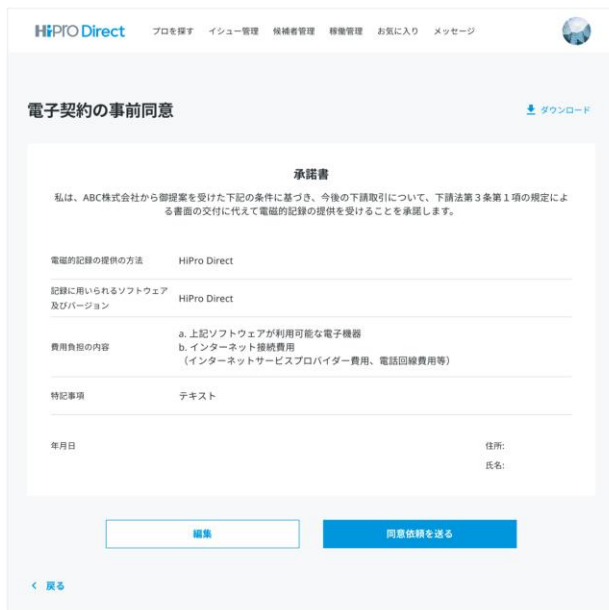 HiPro Direct プロを探す イシュー管理 候補者管理 稼働管理 お気に入り メッセージ
電子契約の事前同意
ダウンロード
承諾書
私は、ABC株式会社から御提案を受けた下記の条件に基づき、今後の下請取引について、下請法第3条第1項の規定によ
る書面の交付に代えて電磁的記録の提供を受けることを承諾します。
電磁的記録の提供の方法 HiPro Direct
記録に用いられるソフトウェア
及びバージョン
HiPro Direct
費用負担の内容
a. 上記ソフトウェアが利用可能な電子機器
b. インターネット接続費用
（インターネットサービスプロバイダー費用、電話回線費用等）
特記事項 テキスト
年月日
住所:
氏名:
編集 同意依頼を送る
戻る